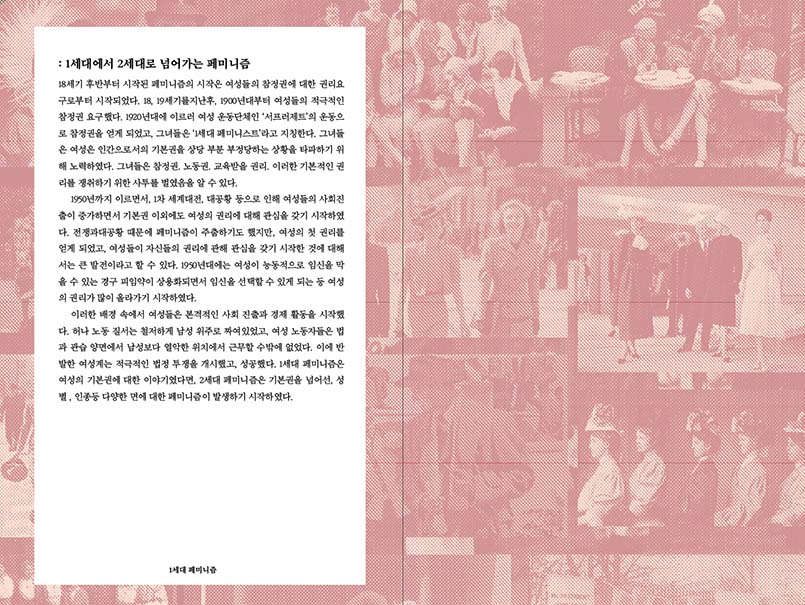 : 1세대에서 2세대로 넘어가는 페미니즘
18세기 후반부터 시작된 페미니즘의 시작은 여성들의 참정권에 대한 권리요
구로부터 시작되었다. 18, 19세기를지난후, 1900년대부터 여성들의 적극적인
참정권 요구했다. 1920년대에 이르러 여성 운동단체인 ‘서프러제트’의 운동으
로 참정권을 얻게 되었고, 그녀들은 ‘1세대 페미니스트’라고 지칭한다. 그녀들
은 여성은 인간으로서의 기본권을 상당 부분 부정당하는 상황을 타파하기 위
해 노력하였다. 그녀들은 참정권, 노동권, 교육받을 권리, 이러한 기본적인 권
리를 쟁취하기 위한 사투를 벌였음을 알 수 있다.
1950년까지 이르면서, 1차 세계대전, 대공황 등으로 인해 여성들의 사회진
출이 증가하면서 기본권 이외에도 여성의 권리에 대해 관심을 갖기 시작하였
다. 전쟁과대공황 때문에 페미니즘이 주춤하기도 했지만, 여성의 첫 권리를
얻게 되었고, 여성들이 자신들의 권리에 관해 관심을 갖기 시작한 것에 대해
서는 큰 발전이라고 할 수 있다. 1950년대에는 여성이 능동적으로 임신을 막
을 수 있는 경구 피임약이 상용화되면서 임신을 선택할 수 있게 되는 등 여성
의 권리가 많이 올라가기 시작하였다.
이러한 배경 속에서 여성들은 본격적인 사회 진출과 경제 활동을 시작했
다. 허나 노동 질서는 철저하게 남성 위주로 짜여있었고, 여성 노동자들은 법
과 관습 양면에서 남성보다 열악한 위치에서 근무할 수밖에 없었다. 이에 반
발한 여성계는 적극적인 법정 투쟁을 개시했고, 성공했다. 1세대 페미니즘은
여성의 기본권에 대한 이야기였다면, 2세대 페미니즘은 기본권을 넘어선, 성
별 , 인종등 다양한 면에 대한 페미니즘이 발생하기 시작하였다.
1세대 페미니즘